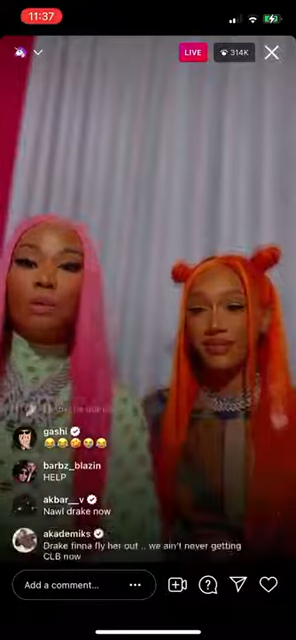 11:37
LIVE
314K
gashi
barbz_blazin
HELP
akbar__v
Nawl drake now
akademiks
Drake finna fly her out .. we ain't never getting
CLB now
Add a comment...